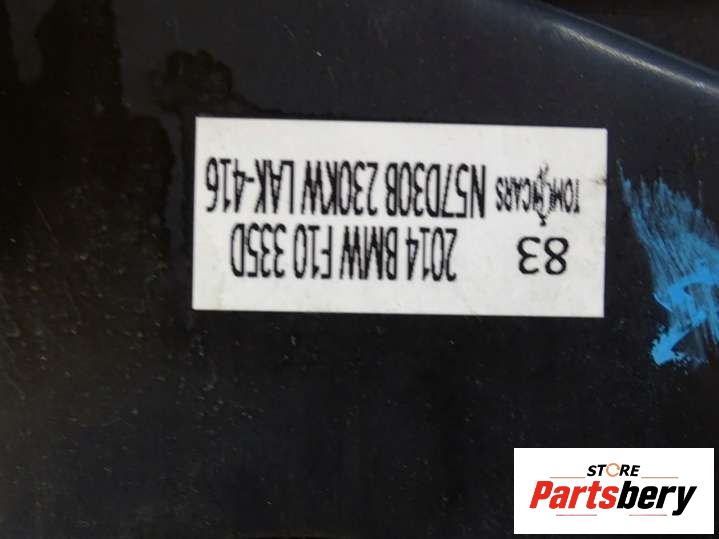 83 2014 BMW F10 335D
TOMCARS N57D30B 230KW LAK-416
STORE
Partsbery